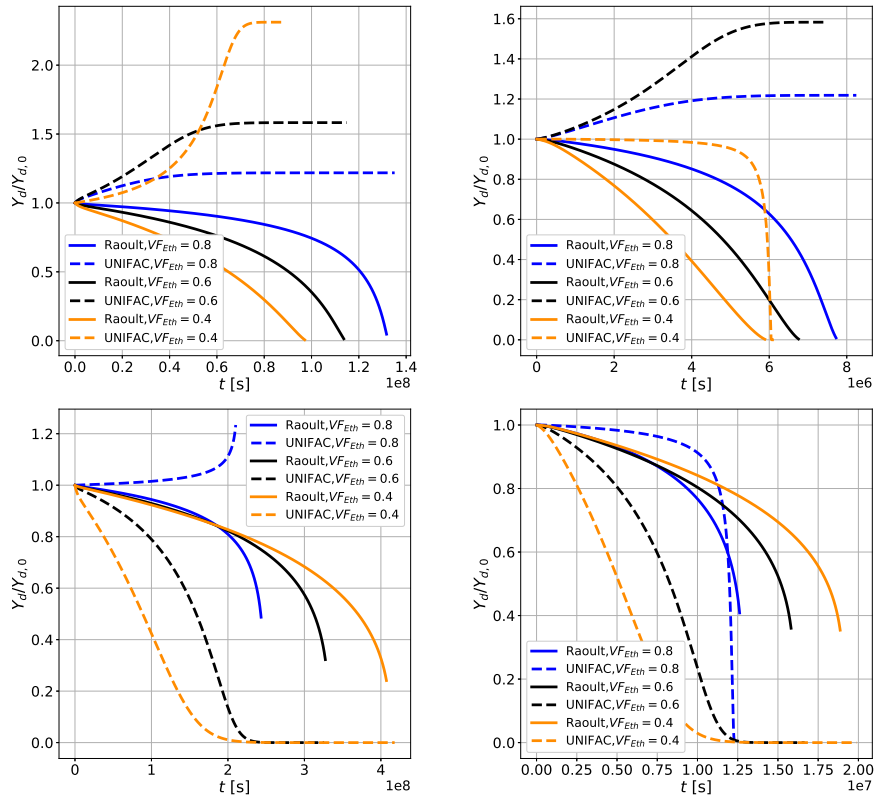 Y_d/Y_{d,0}
2.0
1.5
1.0
0.5
0.0
Raoult,VF_{Eth} = 0.8
UNIFAC,VF_{Eth} = 0.8
Raoult,VF_{Eth} = 0.6
UNIFAC,VF_{Eth} = 0.6
Raoult,VF_{Eth} = 0.4
UNIFAC,VF_{Eth} = 0.4
0.0 0.2 0.4 0.6 0.8 1.0 1.2 1.4
t [s]
1e8
Y_d/Y_{d,0}
1.6
1.4
1.2
1.0
0.8
0.6
0.4
0.2
0.0
Raoult,VF_{Eth} = 0.8
UNIFAC,VF_{Eth} = 0.8
Raoult,VF_{Eth} = 0.6
UNIFAC,VF_{Eth} = 0.6
Raoult,VF_{Eth} = 0.4
UNIFAC,VF_{Eth} = 0.4
0 2 4 6 8
t [s]
1e6
Y_d/Y_{d,0}
1.2
1.0
0.8
0.6
0.4
0.2
0.0
Raoult,VF_{Eth} = 0.8
UNIFAC,VF_{Eth} = 0.8
Raoult,VF_{Eth} = 0.6
UNIFAC,VF_{Eth} = 0.6
Raoult,VF_{Eth} = 0.4
UNIFAC,VF_{Eth} = 0.4
0 1 2 3 4
t [s]
1e8
Y_d/Y_{d,0}
1.0
0.8
0.6
0.4
0.2
0.0
Raoult,VF_{Eth} = 0.8
UNIFAC,VF_{Eth} = 0.8
Raoult,VF_{Eth} = 0.6
UNIFAC,VF_{Eth} = 0.6
Raoult,VF_{Eth} = 0.4
UNIFAC,VF_{Eth} = 0.4
0.00 0.25 0.50 0.75 1.00 1.25 1.50 1.75 2.00
t [s]
1e7